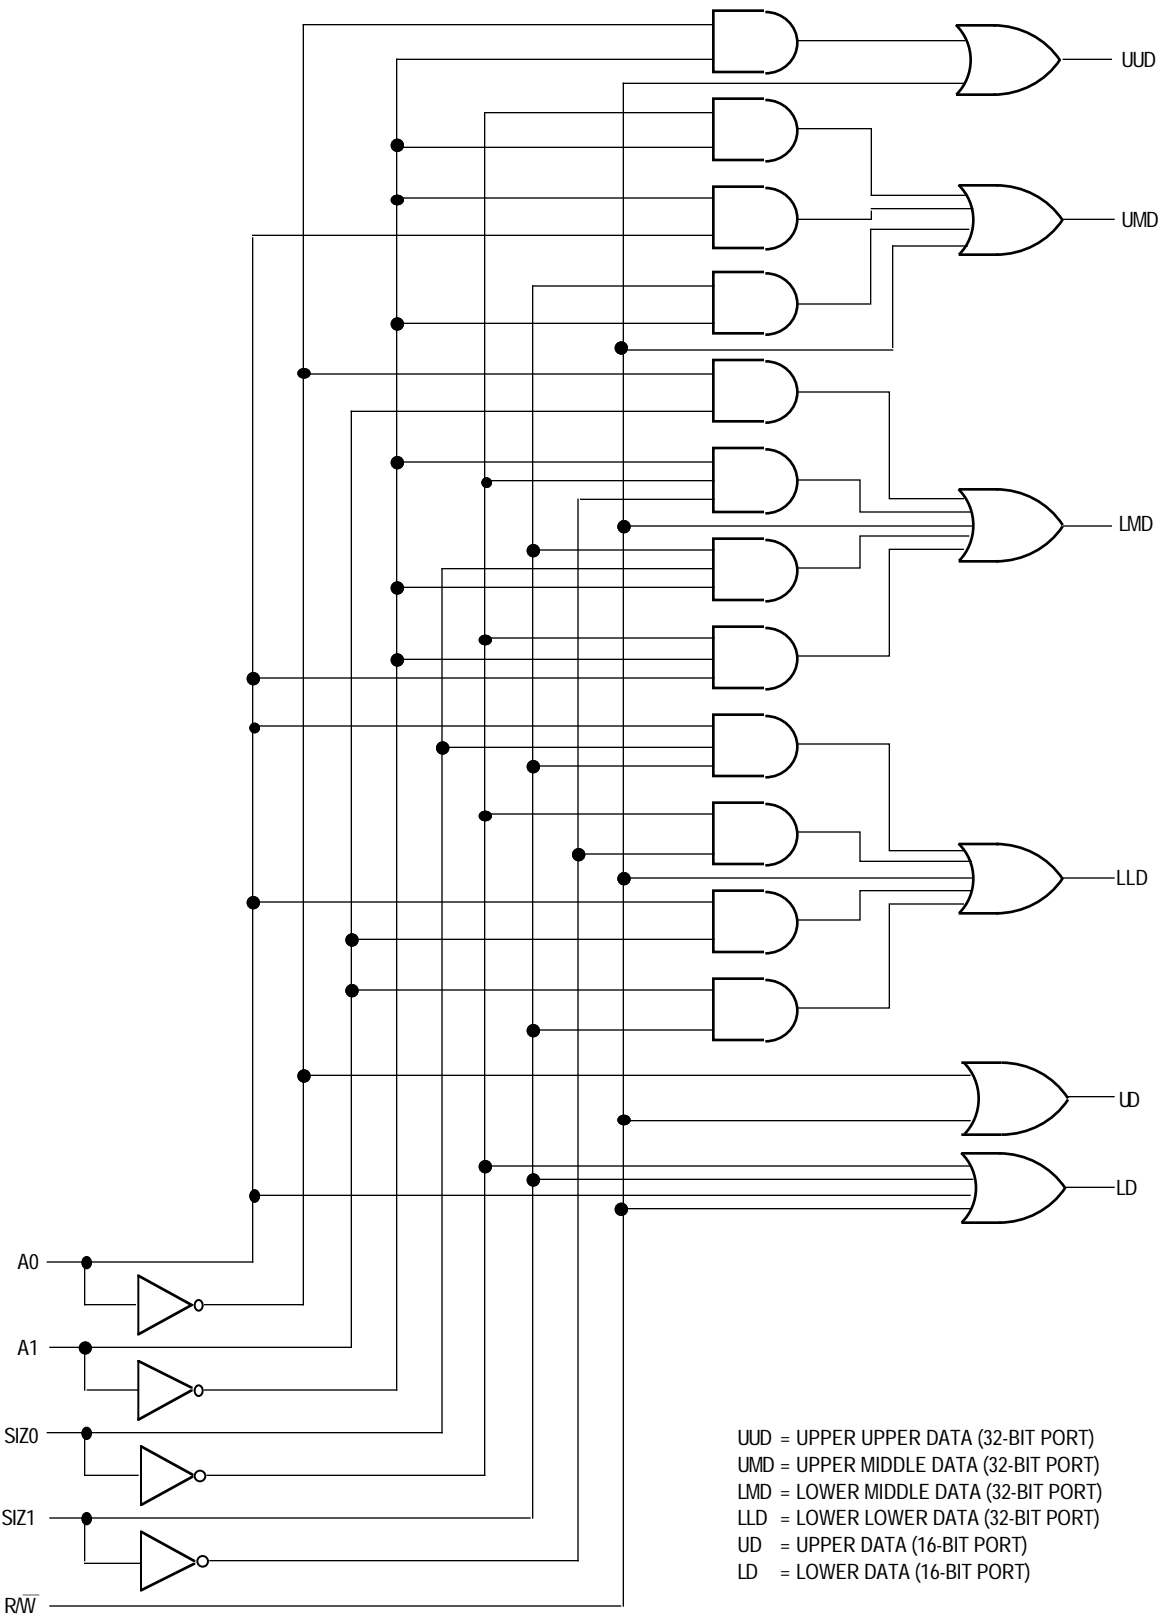 UUD
UMD
LMD
LLD
UD
LD
A0
A1
SIZ0
SIZ1
R/W̅
UUD = UPPER UPPER DATA (32-BIT PORT)
UMD = UPPER MIDDLE DATA (32-BIT PORT)
LMD = LOWER MIDDLE DATA (32-BIT PORT)
LLD = LOWER LOWER DATA (32-BIT PORT)
UD = UPPER DATA (16-BIT PORT)
LD = LOWER DATA (16-BIT PORT)